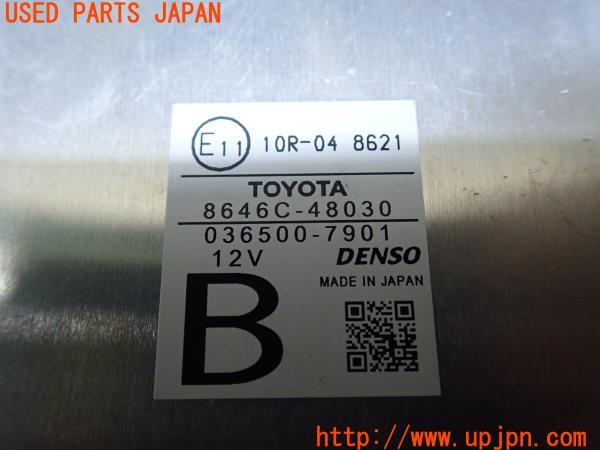 USED PARTS JAPAN
E11 10R-04 8621
TOYOTA
8646C-48030
036500-7901
12V DENSO
MADE IN JAPAN
B
http://www.upjpn.com